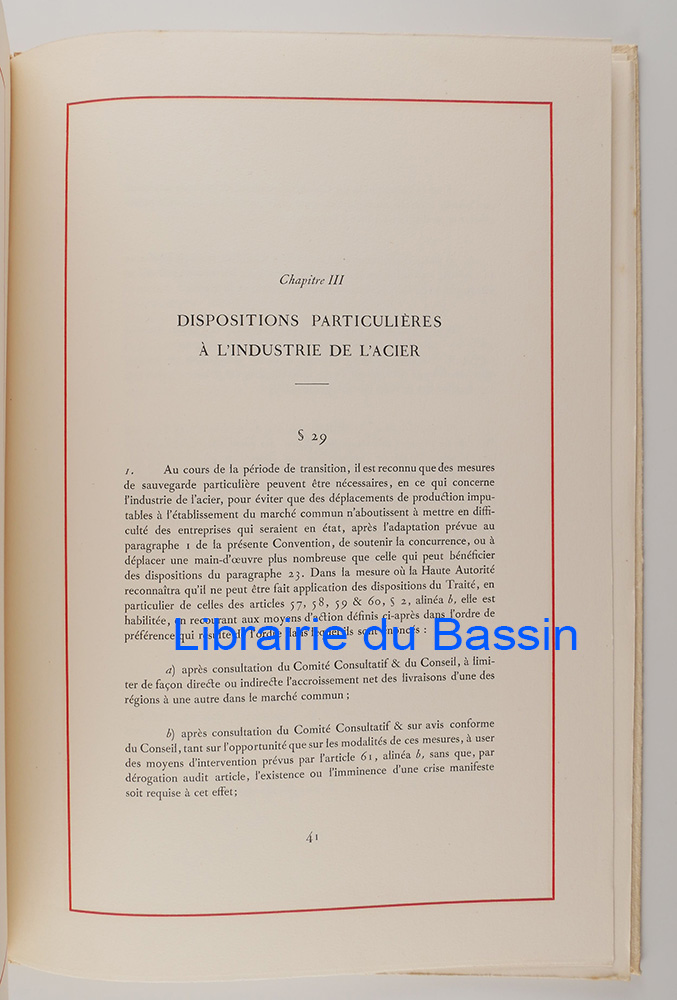 Chapitre III
DISPOSITIONS PARTICULIÈRES
À L'INDUSTRIE DE L'ACIER
§ 29
1. Au cours de la période de transition, il est reconnu que des mesures
de sauvegarde particulière peuvent être nécessaires, en ce qui concerne
l'industrie de l'acier, pour éviter que des déplacements de production impu-
tables à l'établissement du marché commun n'aboutissent à mettre en diffi-
culté des entreprises qui seraient en état, après l'adaptation prévue au
paragraphe 1 de la présente Convention, de soutenir la concurrence, ou à
déplacer une main-d'œuvre plus nombreuse que celle qui peut bénéficier
des dispositions du paragraphe 23. Dans la mesure où la Haute Autorité
reconnaîtra qu'il ne peut être fait application des dispositions du Traité, en
particulier de celles des articles 57, 58, 59 & 60, § 2, alinéa b, elle est
habilitée, en recourant aux moyens d'action définis ci-après dans l'ordre de
préférence qui résulte de l'ordre dans lequel ils sont énoncés :
Librairie du Bassin
a) après consultation du Comité Consultatif & du Conseil, à limi-
ter de façon directe ou indirecte l'accroissement net des livraisons d'une des
régions à une autre dans le marché commun ;
b) après consultation du Comité Consultatif & sur avis conforme
du Conseil, tant sur l'opportunité que sur les modalités de ces mesures, à user
des moyens d'intervention prévus par l'article 61, alinéa b, sans que, par
dérogation audit article, l'existence ou l'imminence d'une crise manifeste
soit requise à cet effet;
41